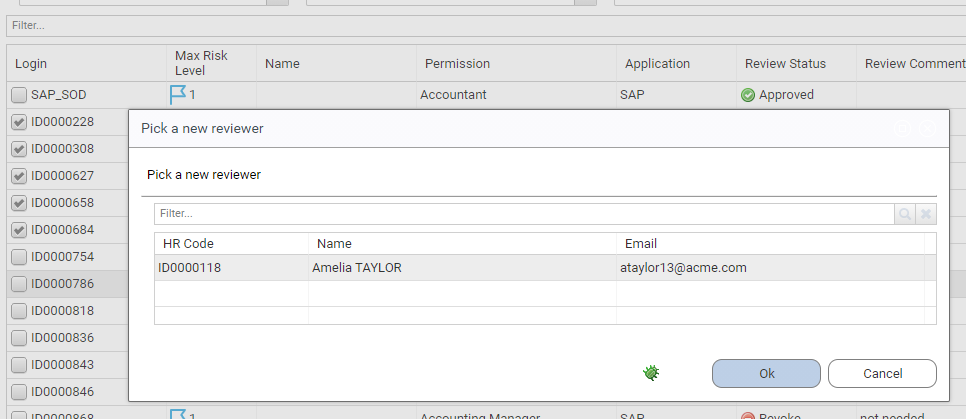 Filter...
Login Max Risk Level Name Permission Application Review Status Review Comment
SAP_SOD 1 Accountant SAP Approved
ID0000228
ID0000308
ID0000627
ID0000658
ID0000684
ID0000754
ID0000786
ID0000818
ID0000836
ID0000843
ID0000846
ID0000868 1 Accounting Manager SAP Revoke not needed
Pick a new reviewer
Pick a new reviewer
Filter...
HR Code Name Email
ID0000118 Amelia TAYLOR ataylor13@acme.com
Ok Cancel